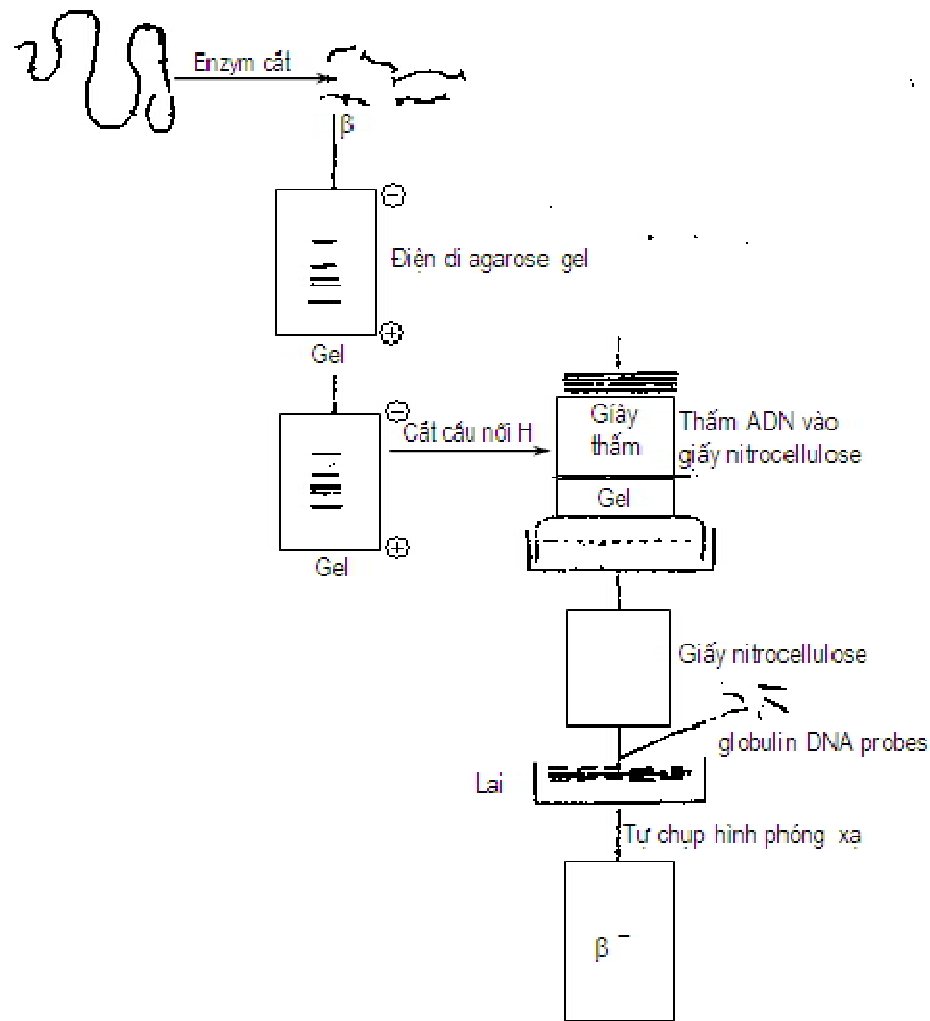 Enzym cắt
β
⊖
Điện di agarose gel
⊕
Gel
⊖
Cắt cầu nối H
Giấy
thấm
Thấm ADN vào
giấy nitrocellulose
Gel
⊕
Gel
Giấy nitrocellulose
globulin DNA probes
Lai
Tự chụp hình phóng xạ
β –